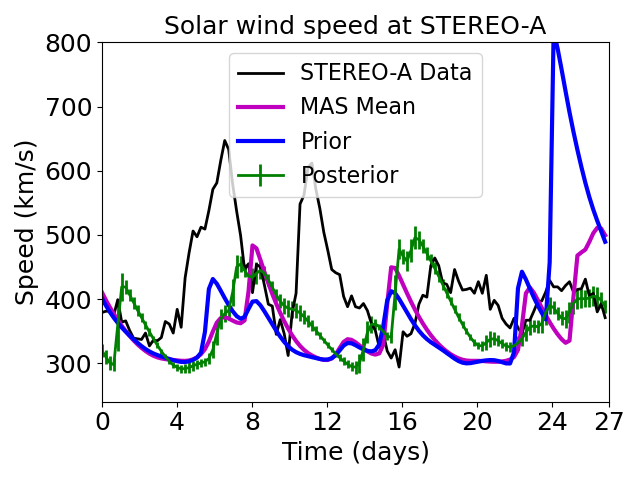 Solar wind speed at STEREO-A
800
700
600
500
400
300
Speed (km/s)
STEREO-A Data
MAS Mean
Prior
Posterior
0 4 8 12 16 20 24 27
Time (days)